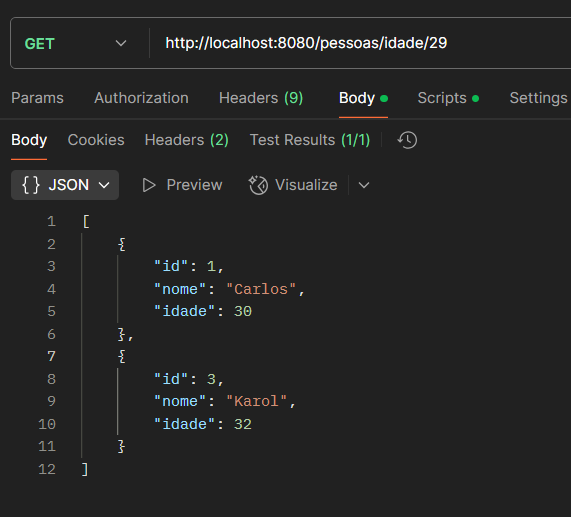 GET http://localhost:8080/pessoas/idade/29
Params Authorization Headers (9) Body Scripts Settings
Body Cookies Headers (2) Test Results (1/1)
{} JSON Preview Visualize
1 [
2 {
3 "id": 1,
4 "nome": "Carlos",
5 "idade": 30
6 },
7 {
8 "id": 3,
9 "nome": "Karol",
10 "idade": 32
11 }
12 ]